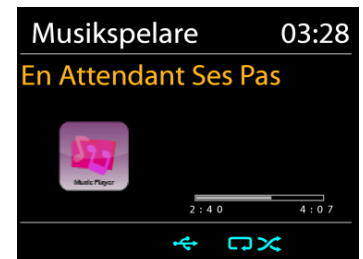 Musikspelare 03:28
En Attendant Ses Pas
Music Player
2:40 4:07